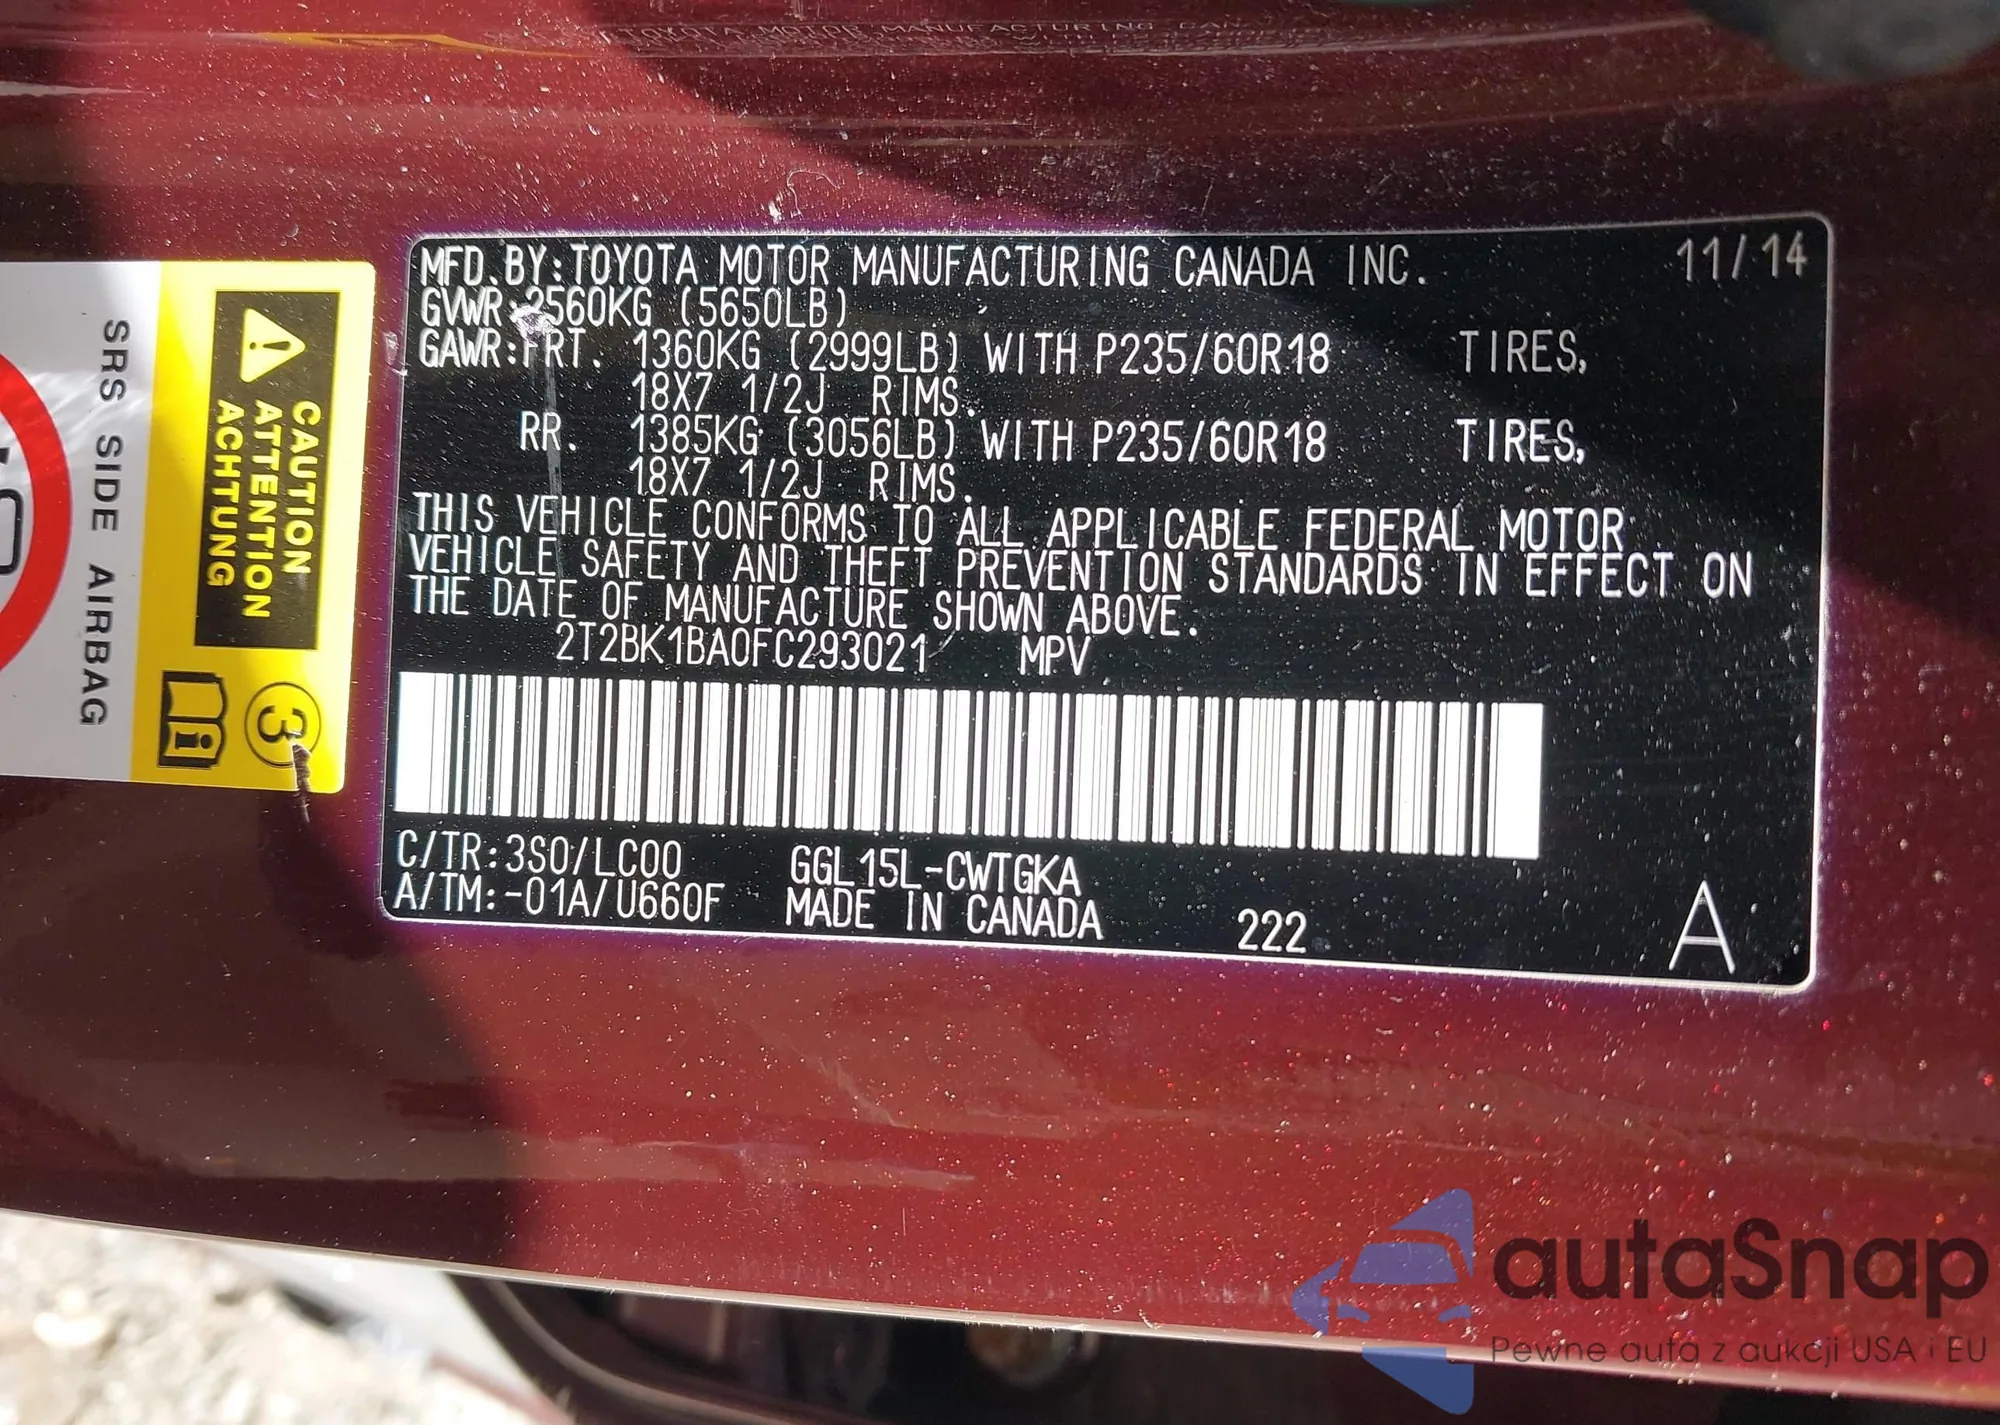 MFD.BY:TOYOTA MOTOR MANUFACTURING CANADA INC. 11/14
GVWR:2560KG (5650LB)
GAWR:FRT. 1360KG (2999LB) WITH P235/60R18 TIRES,
18X7 1/2J RIMS.
RR. 1385KG (3056LB) WITH P235/60R18 TIRES,
18X7 1/2J RIMS.
THIS VEHICLE CONFORMS TO ALL APPLICABLE FEDERAL MOTOR
VEHICLE SAFETY AND THEFT PREVENTION STANDARDS IN EFFECT ON
THE DATE OF MANUFACTURE SHOWN ABOVE.
2T2BK1BA0FC293021 MPV
C/TR:3S0/LC00 GGL15L-CWTGKA
A/TM:-01A/U660F MADE IN CANADA 222 A
CAUTION
ATTENTION
ACHTUNG
3
SRS SIDE AIRBAG
TOYOTA MOTOR MANUFACTURING
autaSnap
Pewne auta z aukcji USA i EU